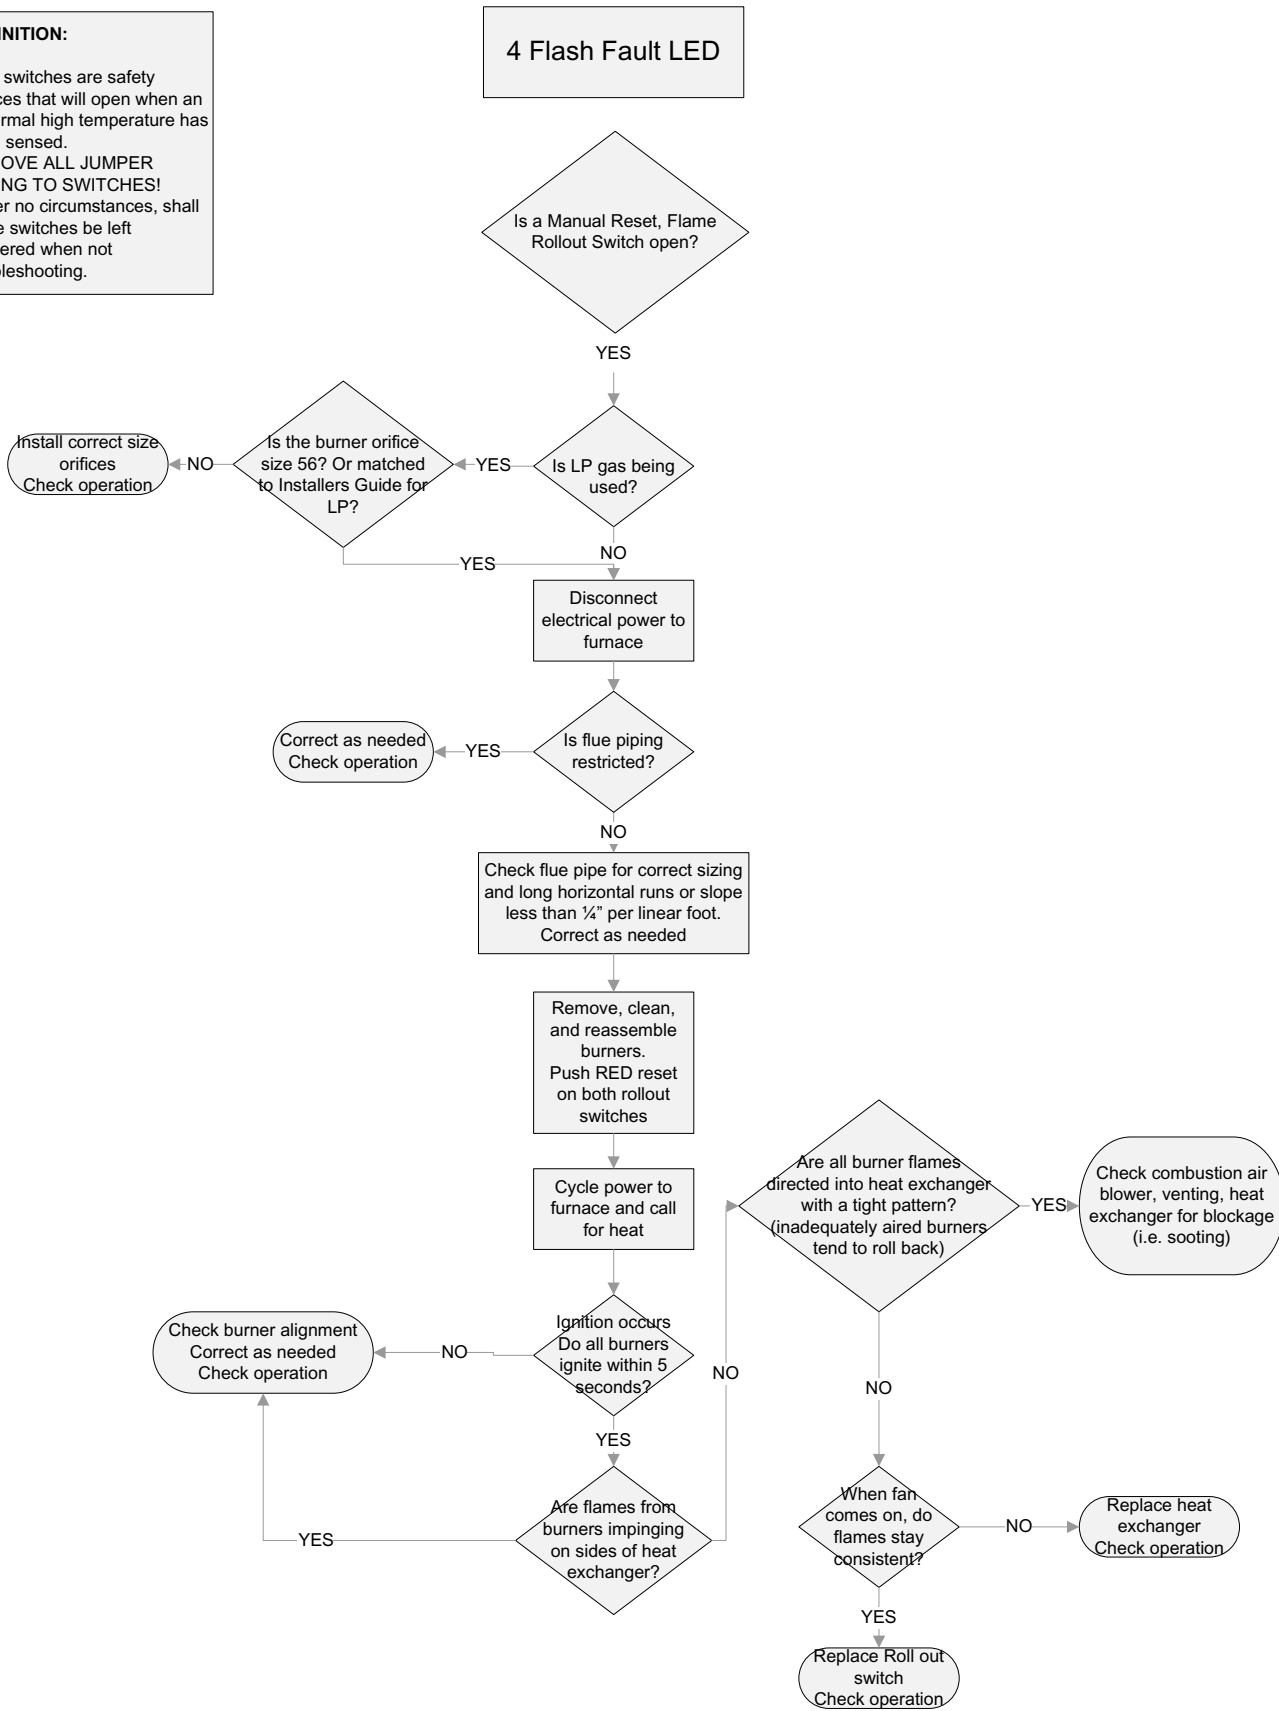 4 Flash Fault LED
NITION:
switches are safety
ces that will open when an
rmal high temperature has
sensed.
OVE ALL JUMPER
NG TO SWITCHES!
er no circumstances, shall
e switches be left
ered when not
bleshooting.
Is a Manual Reset, Flame
Rollout Switch open?
YES
Is LP gas being
used?
YES
Is the burner orifice
size 56? Or matched
to Installers Guide for
LP?
NO
Install correct size
orifices
Check operation
YES
NO
Disconnect
electrical power to
furnace
Is flue piping
restricted?
YES
Correct as needed
Check operation
NO
Check flue pipe for correct sizing
and long horizontal runs or slope
less than ¼” per linear foot.
Correct as needed
Remove, clean,
and reassemble
burners.
Push RED reset
on both rollout
switches
Cycle power to
furnace and call
for heat
Ignition occurs
Do all burners
ignite within 5
seconds?
NO
Check burner alignment
Correct as needed
Check operation
YES
Are flames from
burners impinging
on sides of heat
exchanger?
YES
NO
Are all burner flames
directed into heat exchanger
with a tight pattern?
(inadequately aired burners
tend to roll back)
YES
Check combustion air
blower, venting, heat
exchanger for blockage
(i.e. sooting)
NO
When fan
comes on, do
flames stay
consistent?
NO
Replace heat
exchanger
Check operation
YES
Replace Roll out
switch
Check operation